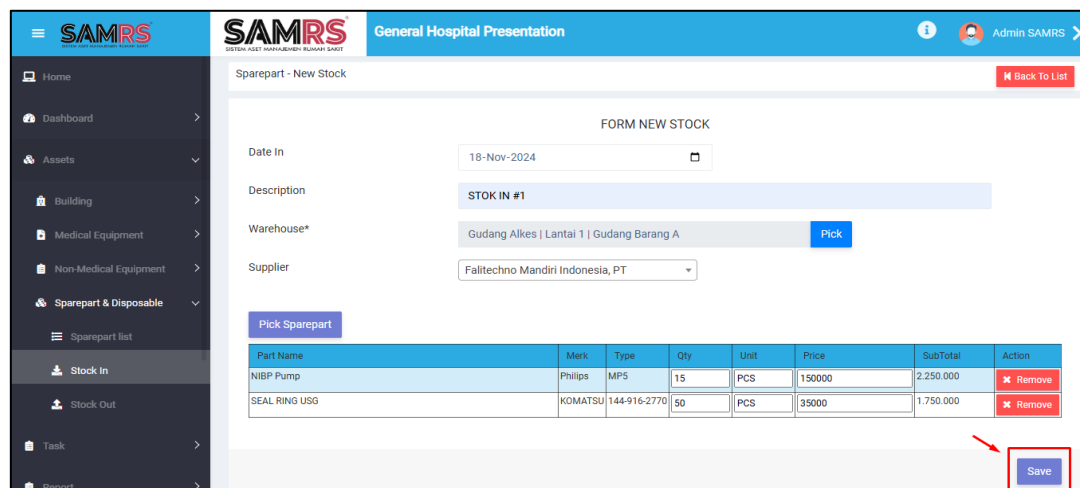 SAMRS
SISTEM ASET MANAJEMEN RUMAH SAKIT
SAMRS
SISTEM ASET MANAJEMEN RUMAH SAKIT
General Hospital Presentation
Admin SAMRS
Home
Dashboard
Assets
Building
Medical Equipment
Non-Medical Equipment
Sparepart & Disposable
Sparepart list
Stock In
Stock Out
Task
Report
Sparepart - New Stock
Back To List
FORM NEW STOCK
Date In 18-Nov-2024
Description STOK IN #1
Warehouse* Gudang Alkes | Lantai 1 | Gudang Barang A Pick
Supplier Falitechno Mandiri Indonesia, PT
Pick Sparepart
Part Name Merk Type Qty Unit Price SubTotal Action
NIBP Pump Philips MP5 15 PCS 150000 2.250.000 Remove
SEAL RING USG KOMATSU 144-916-2770 50 PCS 35000 1.750.000 Remove
Save